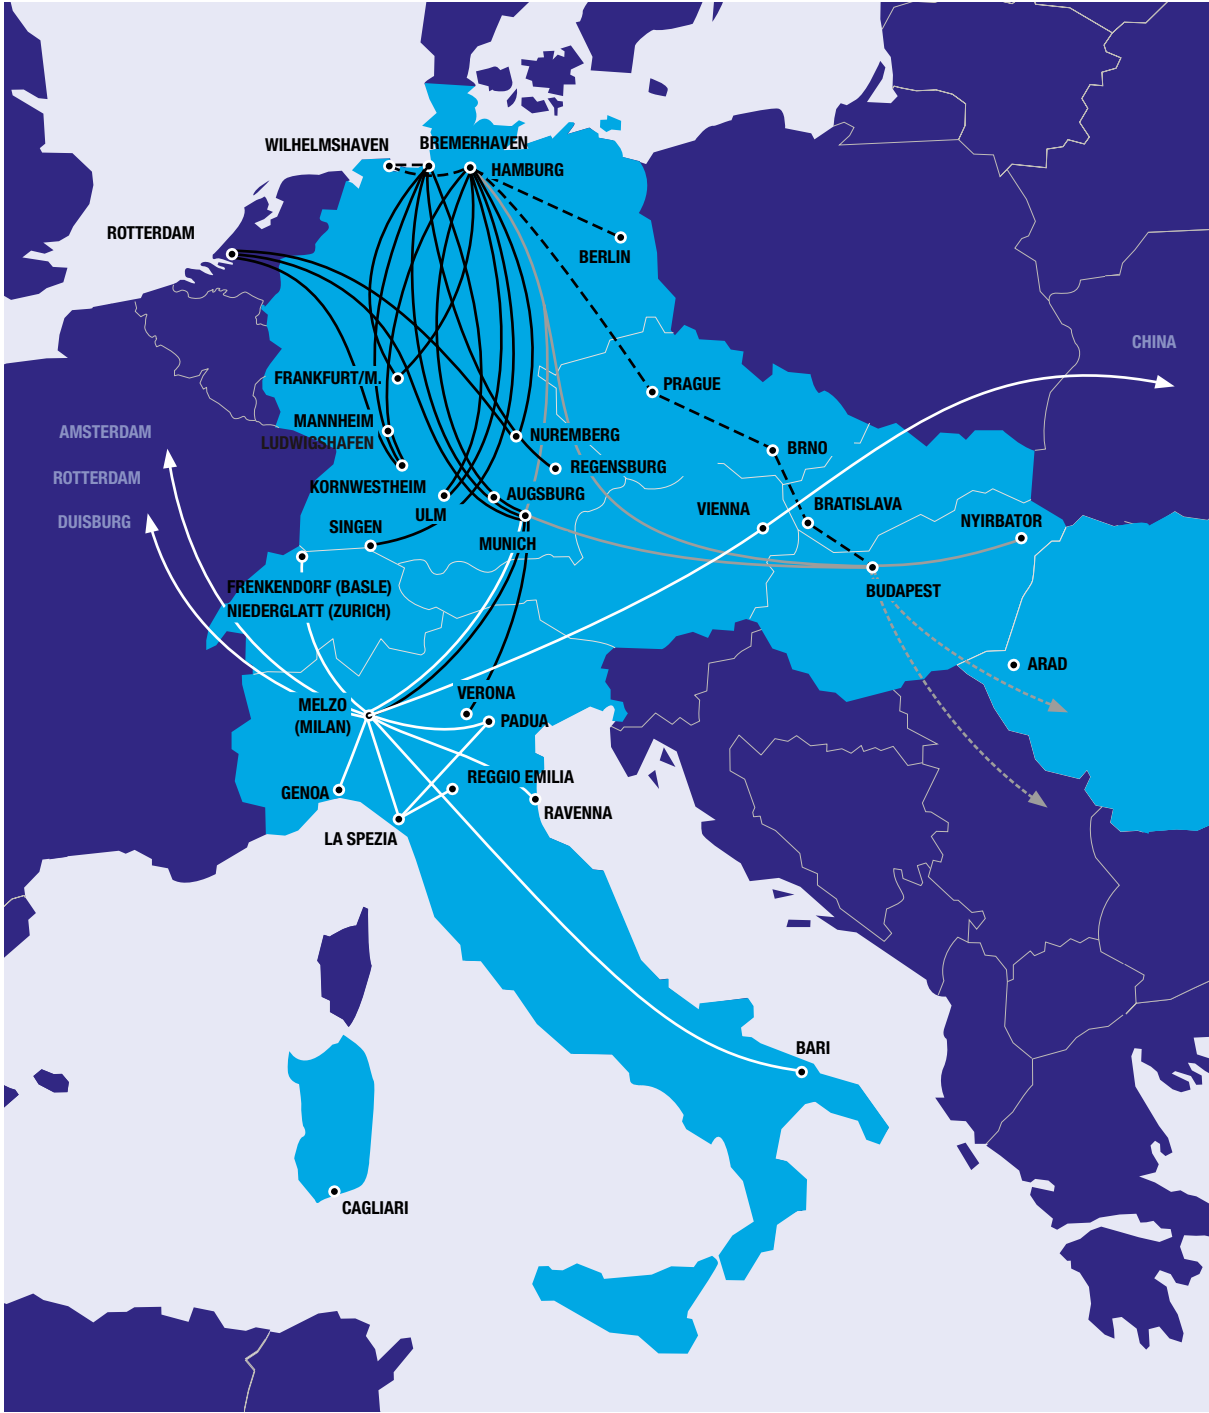 WILHELMSHAVEN
BREMERHAVEN
HAMBURG
ROTTERDAM
BERLIN
CHINA
FRANKFURT/M.
PRAGUE
AMSTERDAM
MANNHEIM
LUDWIGSHAFEN
NUREMBERG
BRNO
ROTTERDAM
REGENSBURG
KORNWESTHEIM
AUGSBURG
ULM
VIENNA
BRATISLAVA
DUISBURG
SINGEN
NYIRBATOR
MUNICH
FRENKENDORF (BASLE)
NIEDERGLATT (ZURICH)
BUDAPEST
ARAD
MELZO
(MILAN)
VERONA
PADUA
GENOA
REGGIO EMILIA
RAVENNA
LA SPEZIA
BARI
CAGLIARI